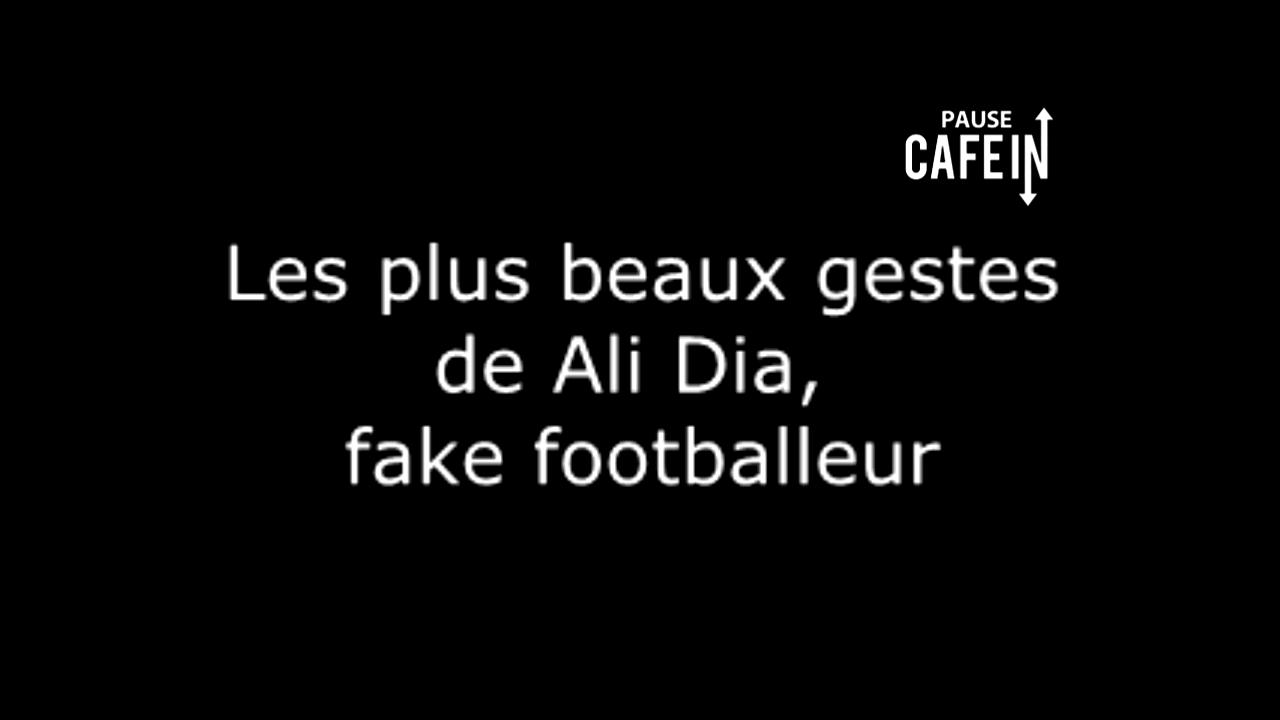 PAUSE
CAFEIN
Les plus beaux gestes
de Ali Dia,
fake footballeur